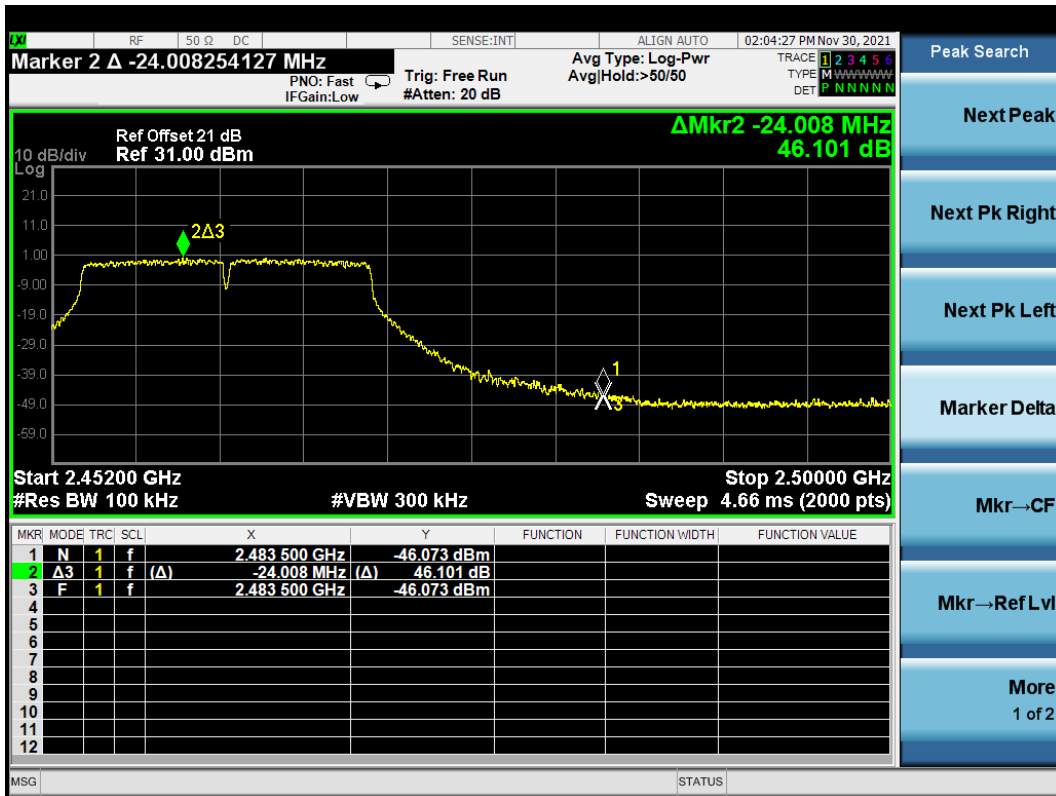 LXI RF 50 Ω DC SENSE:INT ALIGN AUTO 02:04:27 PM Nov 30, 2021
Marker 2 Δ -24.008254127 MHz
PNO: Fast
IFGain:Low
Trig: Free Run
#Atten: 20 dB
Avg Type: Log-Pwr
Avg|Hold:>50/50
TRACE 1 2 3 4 5 6
TYPE M WWWWW
DET P N N N N N
Peak Search
Next Peak
Next Pk Right
Next Pk Left
Marker Delta
Mkr→CF
Mkr→Ref Lvl
More
1 of 2
ΔMkr2 -24.008 MHz
46.101 dB
Ref Offset 21 dB
10 dB/div Ref 31.00 dBm
Log
21.0
11.0
1.00
-9.00
-19.0
-29.0
-39.0
-49.0
-59.0
2Δ3
1
3
Start 2.45200 GHz Stop 2.50000 GHz
#Res BW 100 kHz #VBW 300 kHz Sweep 4.66 ms (2000 pts)
MKR MODE TRC SCL X Y FUNCTION FUNCTION WIDTH FUNCTION VALUE
1 N 1 f 2.483 500 GHz -46.073 dBm
2 Δ3 1 f (Δ) -24.008 MHz (Δ) 46.101 dB
3 F 1 f 2.483 500 GHz -46.073 dBm
4
5
6
7
8
9
10
11
12
MSG STATUS